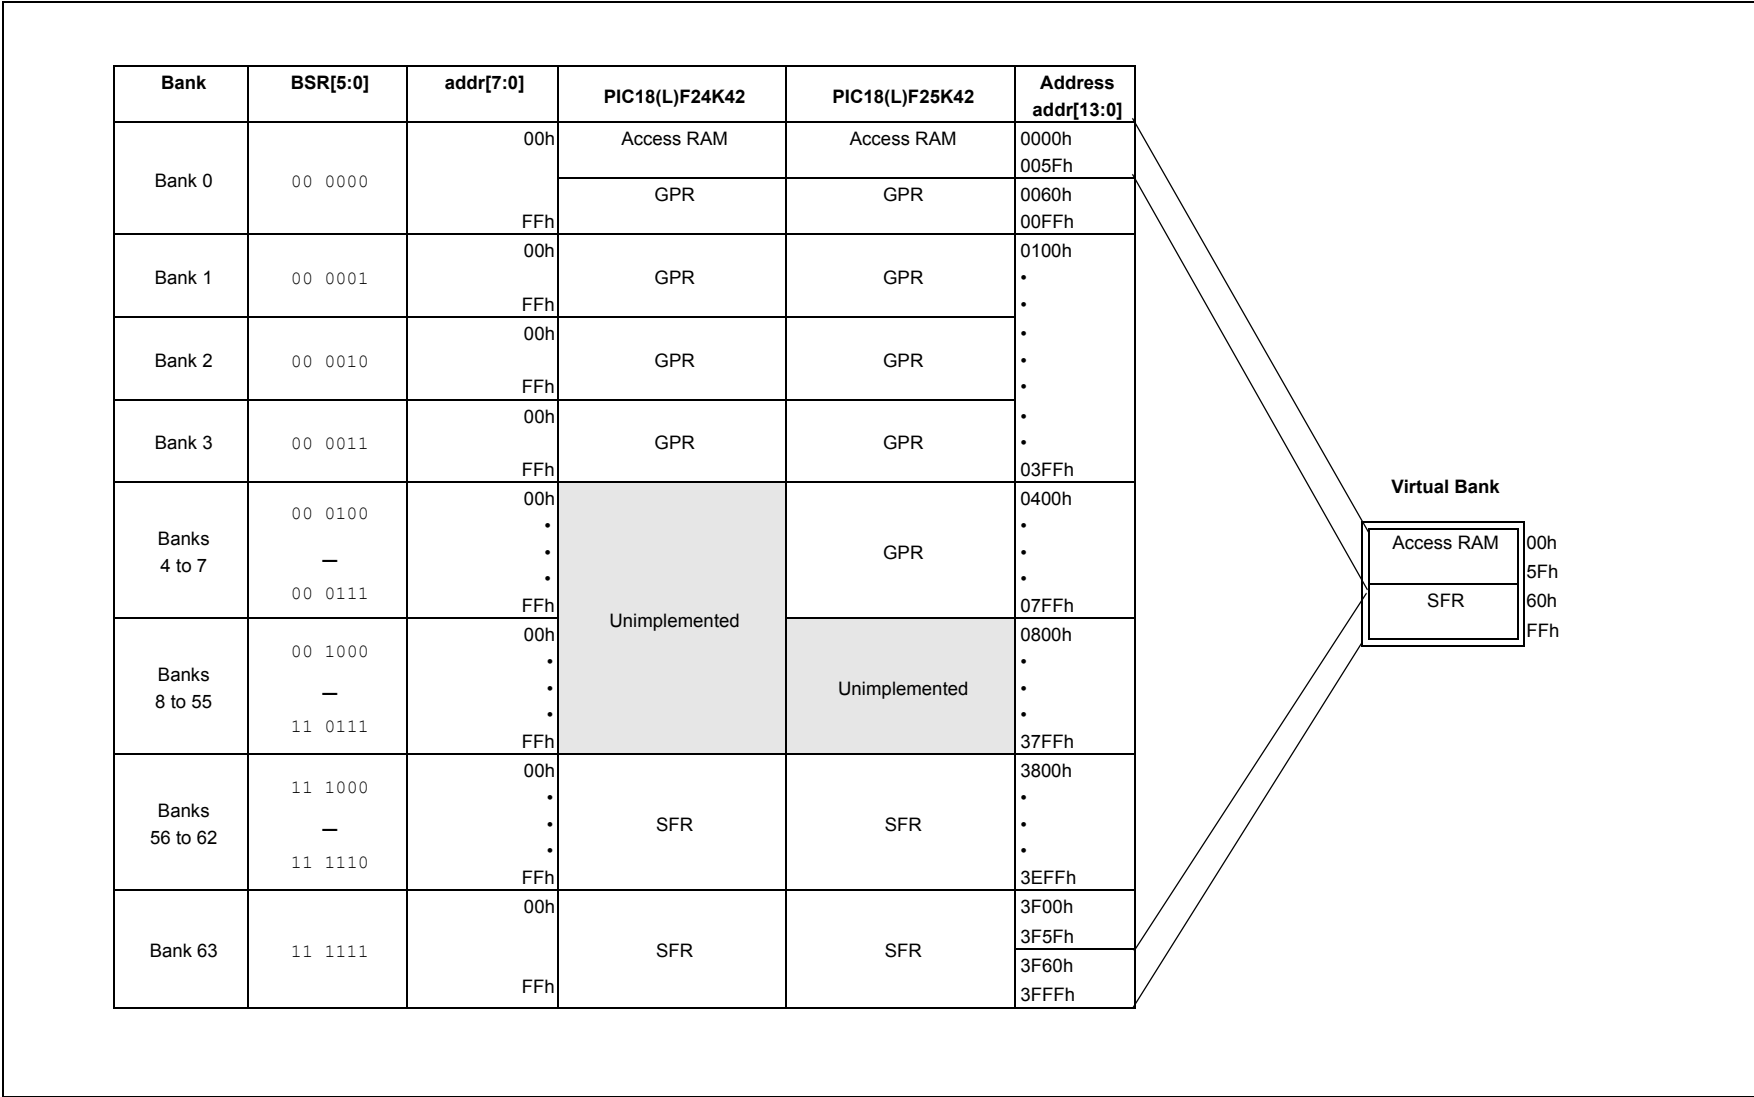 Bank BSR[5:0] addr[7:0] PIC18(L)F24K42 PIC18(L)F25K42 Address
addr[13:0]
Bank 0 00 0000 00h Access RAM Access RAM 0000h
005Fh
GPR GPR 0060h
FFh 00FFh
Bank 1 00 0001 00h GPR GPR 0100h
•
FFh •
Bank 2 00 0010 00h GPR GPR •
•
FFh •
Bank 3 00 0011 00h GPR GPR •
•
FFh 03FFh
Banks
4 to 7
00 0100
–
00 0111
00h
•
•
•
FFh
Unimplemented
GPR
0400h
•
•
•
07FFh
Banks
8 to 55
00 1000
–
11 0111
00h
•
•
•
FFh
Unimplemented
0800h
•
•
•
37FFh
Banks
56 to 62
11 1000
–
11 1110
00h
•
•
•
FFh
SFR
SFR
3800h
•
•
•
3EFFh
Bank 63
11 1111
00h
FFh
SFR
SFR
3F00h
3F5Fh
3F60h
3FFFh
Virtual Bank
Access RAM 00h
5Fh
SFR 60h
FFh